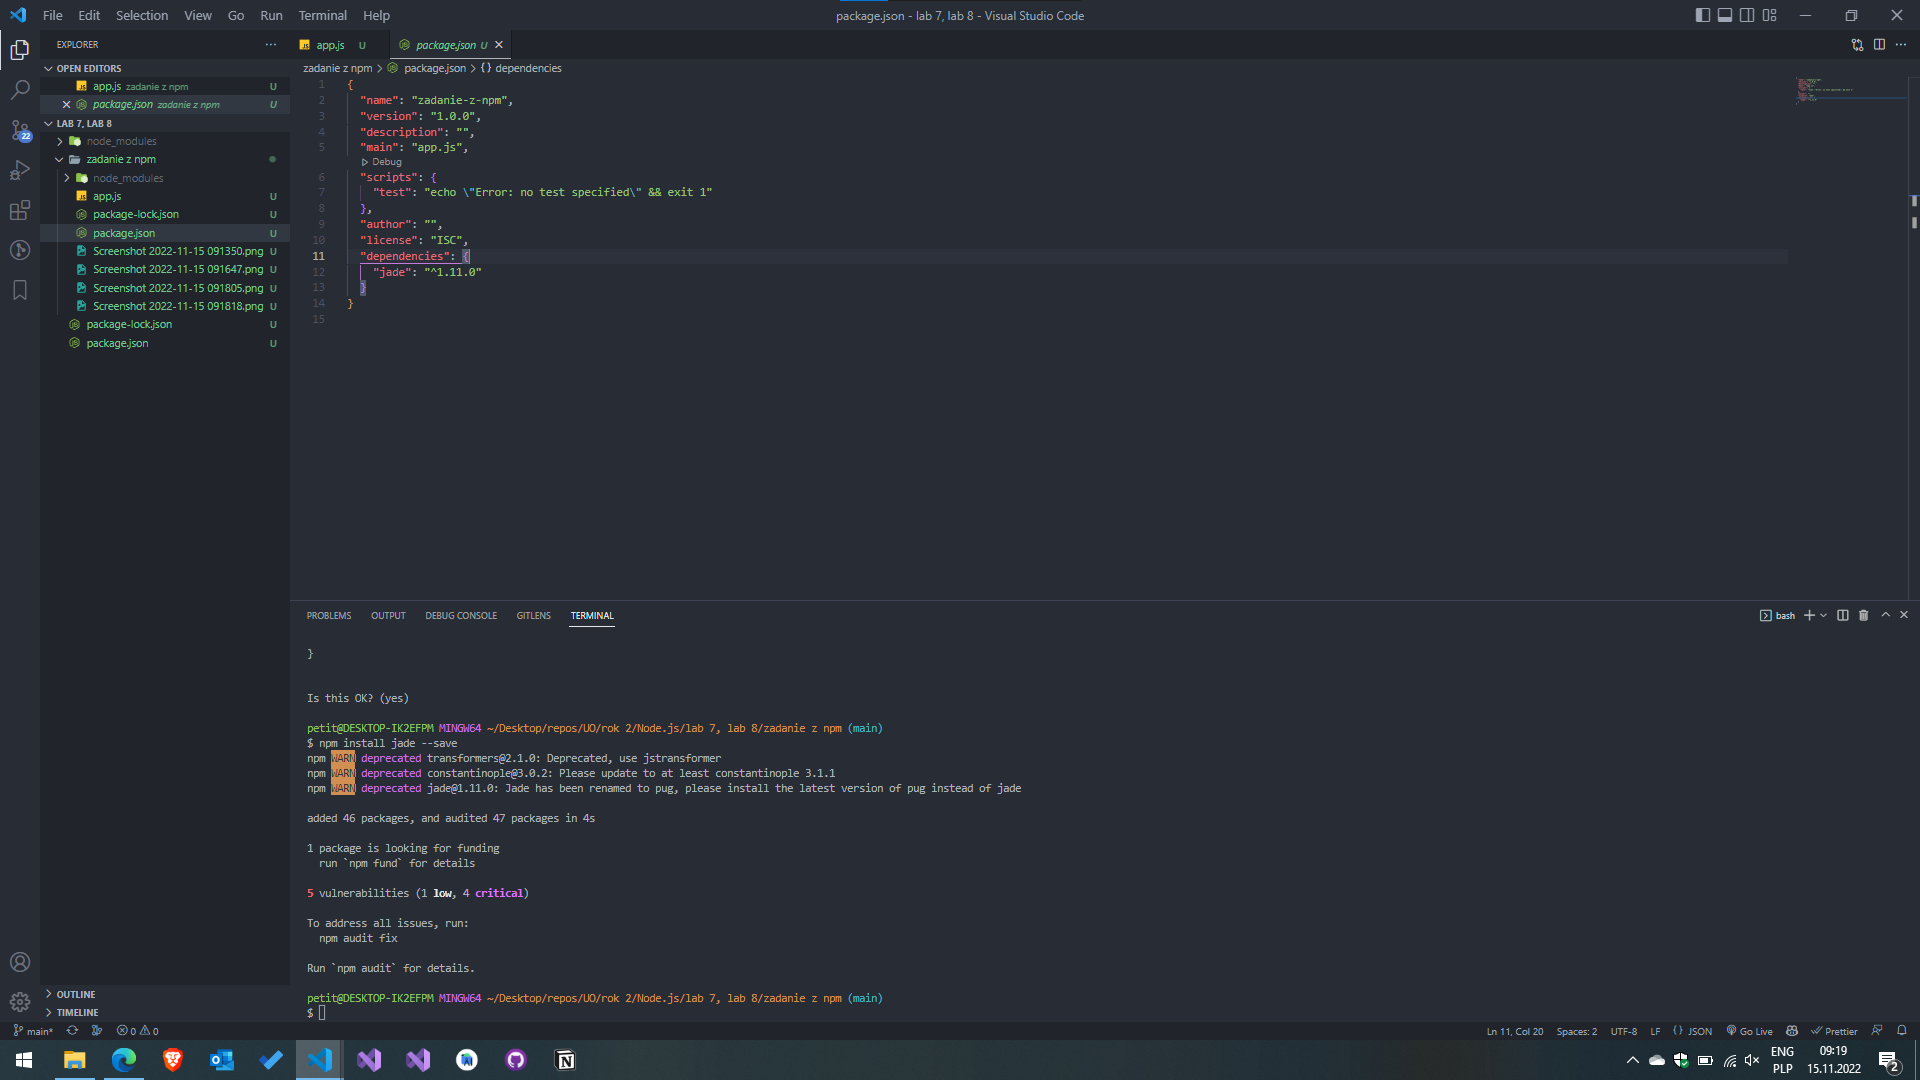 File Edit Selection View Go Run Terminal Help
package.json - lab 7, lab 8 - Visual Studio Code
EXPLORER
OPEN EDITORS
app.js zadanie z npm U
package.json zadanie z npm U
LAB 7, LAB 8
node_modules
zadanie z npm
node_modules
app.js U
package-lock.json U
package.json U
Screenshot 2022-11-15 091350.png U
Screenshot 2022-11-15 091647.png U
Screenshot 2022-11-15 091805.png U
Screenshot 2022-11-15 091818.png U
package-lock.json U
package.json U
22
OUTLINE
TIMELINE
app.js U package.json U
zadanie z npm > package.json > {} dependencies
1 {
2 "name": "zadanie-z-npm",
3 "version": "1.0.0",
4 "description": "",
5 "main": "app.js",
Debug
6 "scripts": {
7 "test": "echo \"Error: no test specified\" && exit 1"
8 },
9 "author": "",
10 "license": "ISC",
11 "dependencies": {
12 "jade": "^1.11.0"
13 }
14 }
15
PROBLEMS OUTPUT DEBUG CONSOLE GITLENS TERMINAL
bash
}
Is this OK? (yes)
petit@DESKTOP-IK2EFPM MINGW64 ~/Desktop/repos/UO/rok 2/Node.js/lab 7, lab 8/zadanie z npm (main)
$ npm install jade --save
npm WARN deprecated transformers@2.1.0: Deprecated, use jstransformer
npm WARN deprecated constantinople@3.0.2: Please update to at least constantinople 3.1.1
npm WARN deprecated jade@1.11.0: Jade has been renamed to pug, please install the latest version of pug instead of jade
added 46 packages, and audited 47 packages in 4s
1 package is looking for funding
run `npm fund` for details
5 vulnerabilities (1 low, 4 critical)
To address all issues, run:
npm audit fix
Run `npm audit` for details.
petit@DESKTOP-IK2EFPM MINGW64 ~/Desktop/repos/UO/rok 2/Node.js/lab 7, lab 8/zadanie z npm (main)
$
main* 0 0
Ln 11, Col 20 Spaces: 2 UTF-8 LF {} JSON Go Live Prettier
ENG
PLP
09:19
15.11.2022
2